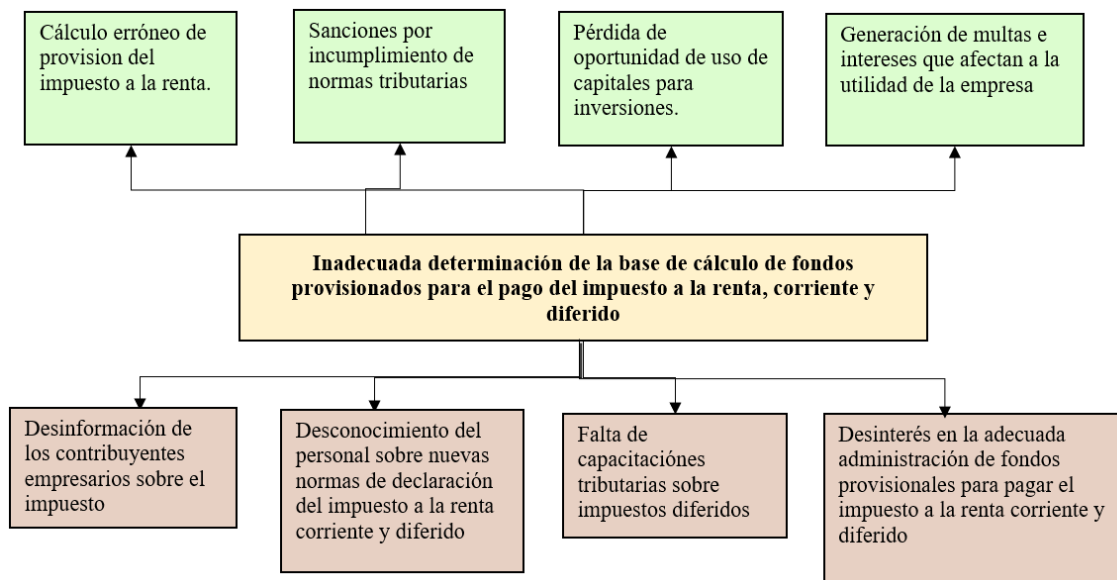 Cálculo erróneo de
provision del
impuesto a la renta.
Sanciones por
incumplimiento de
normas tributarias
Pérdida de
oportunidad de uso de
capitales para
inversiones.
Generación de multas e
intereses que afectan a la
utilidad de la empresa
Inadecuada determinación de la base de cálculo de fondos
provisionados para el pago del impuesto a la renta, corriente y
diferido
Desinformación de
los contribuyentes
empresarios sobre el
impuesto
Desconocimiento del
personal sobre nuevas
normas de declaración
del impuesto a la renta
corriente y diferido
Falta de
capacitaciónes
tributarias sobre
impuestos diferidos
Desinterés en la adecuada
administración de fondos
provisionales para pagar el
impuesto a la renta corriente y
diferido